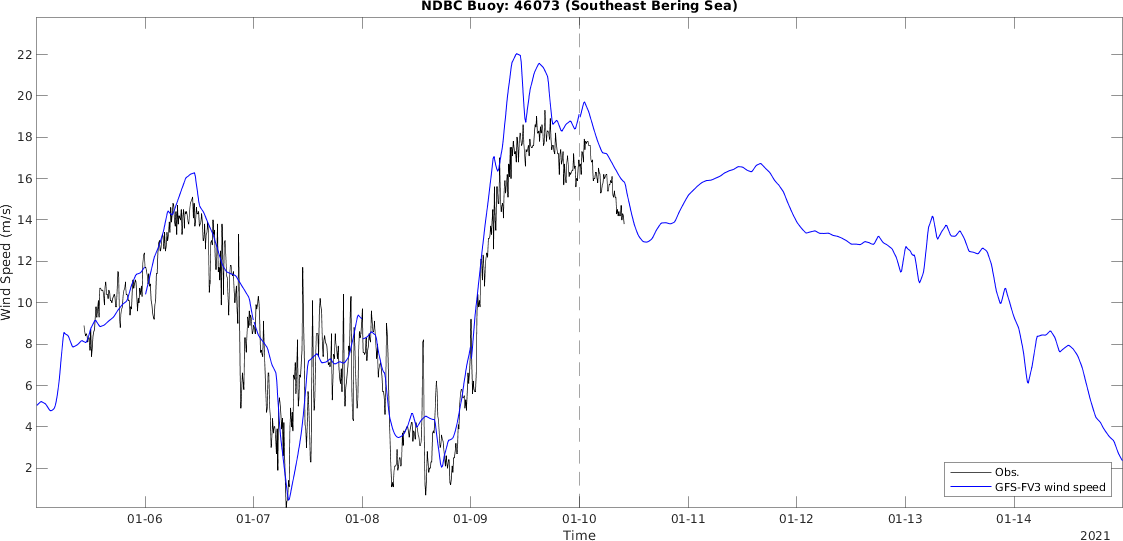 NDBC Buoy: 46073 (Southeast Bering Sea)
Wind Speed (m/s)
22
20
18
16
14
12
10
8
6
4
2
Obs.
GFS-FV3 wind speed
01-06 01-07 01-08 01-09 01-10 01-11 01-12 01-13 01-14
Time
2021